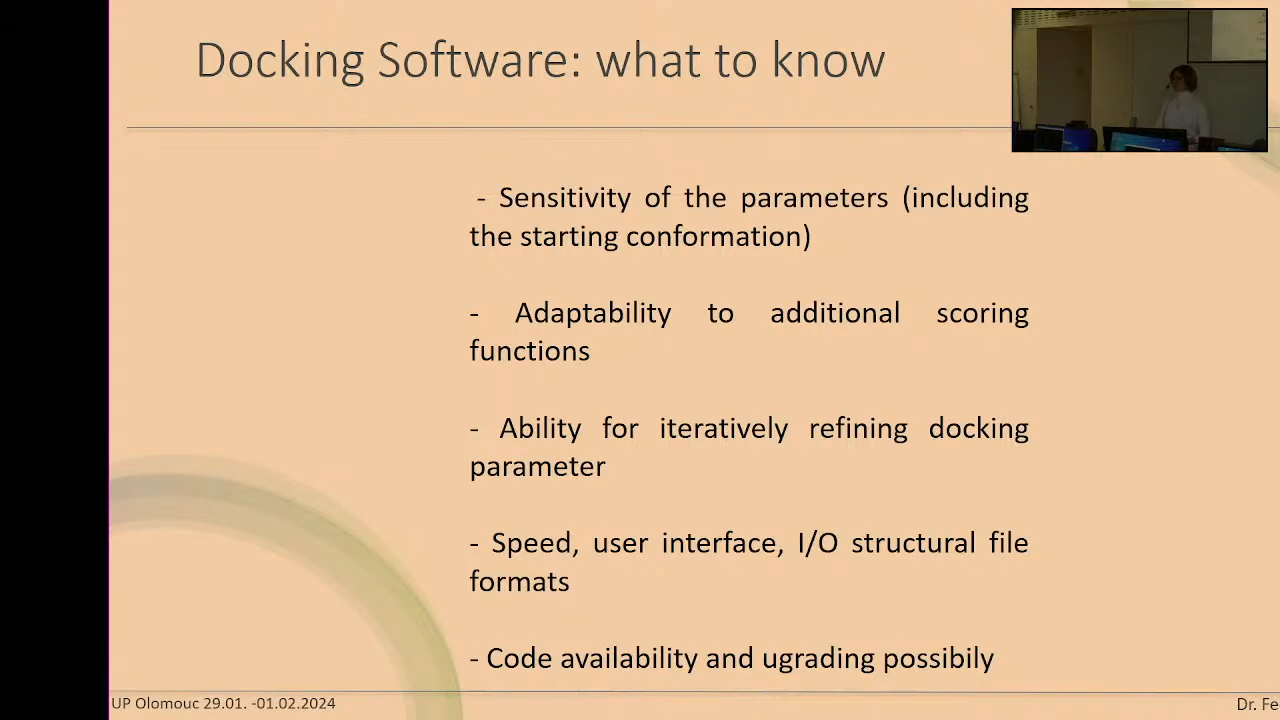 Docking Software: what to know
- Sensitivity of the parameters (including
the starting conformation)
- Adaptability to additional scoring
functions
- Ability for iteratively refining docking
parameter
- Speed, user interface, I/O structural file
formats
- Code availability and ugrading possibily
UP Olomouc 29.01. -01.02.2024
Dr. Fe